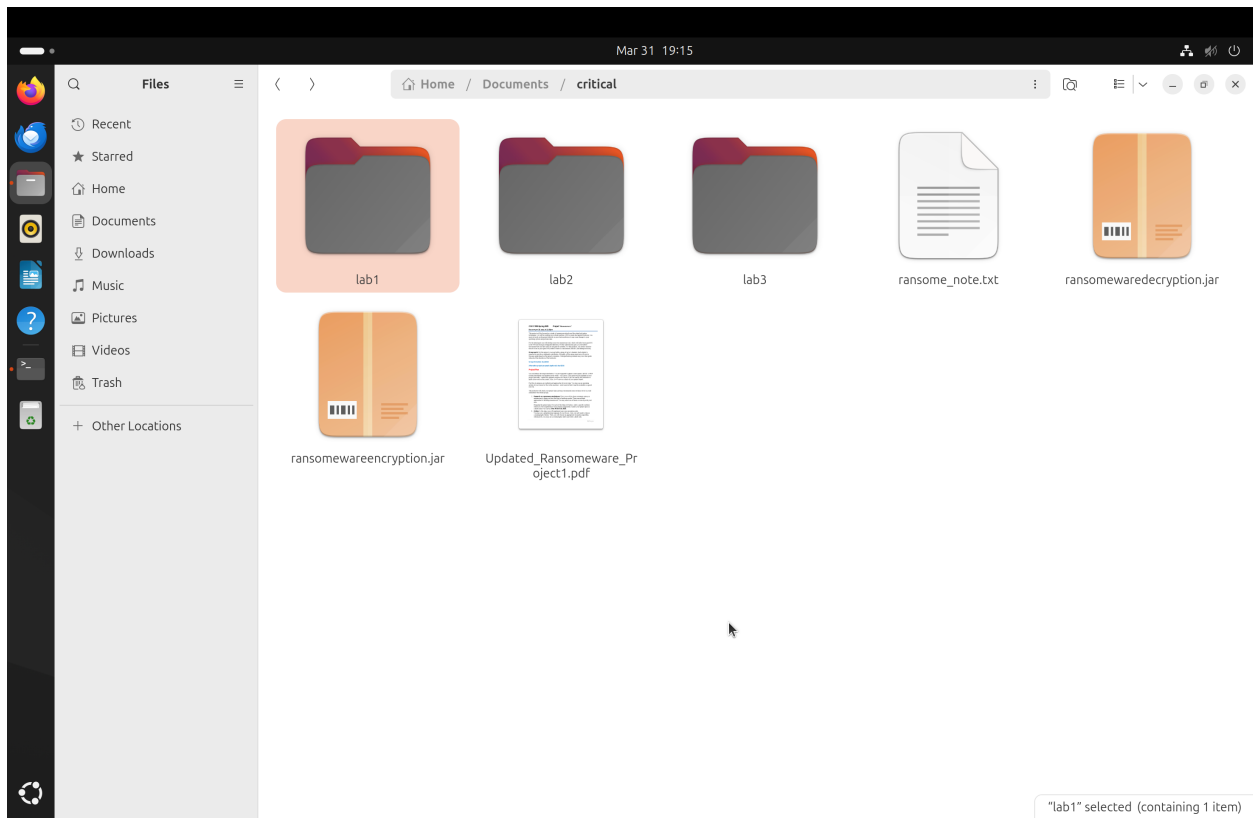 Mar 31 19:15
Files
Home / Documents / critical
Recent
Starred
Home
Documents
Downloads
Music
Pictures
Videos
Trash
+ Other Locations
lab1
lab2
lab3
ransome_note.txt
ransomewaredecryption.jar
ransomewareencryption.jar
Updated_Ransomeware_Pr
oject1.pdf
"lab1" selected (containing 1 item)